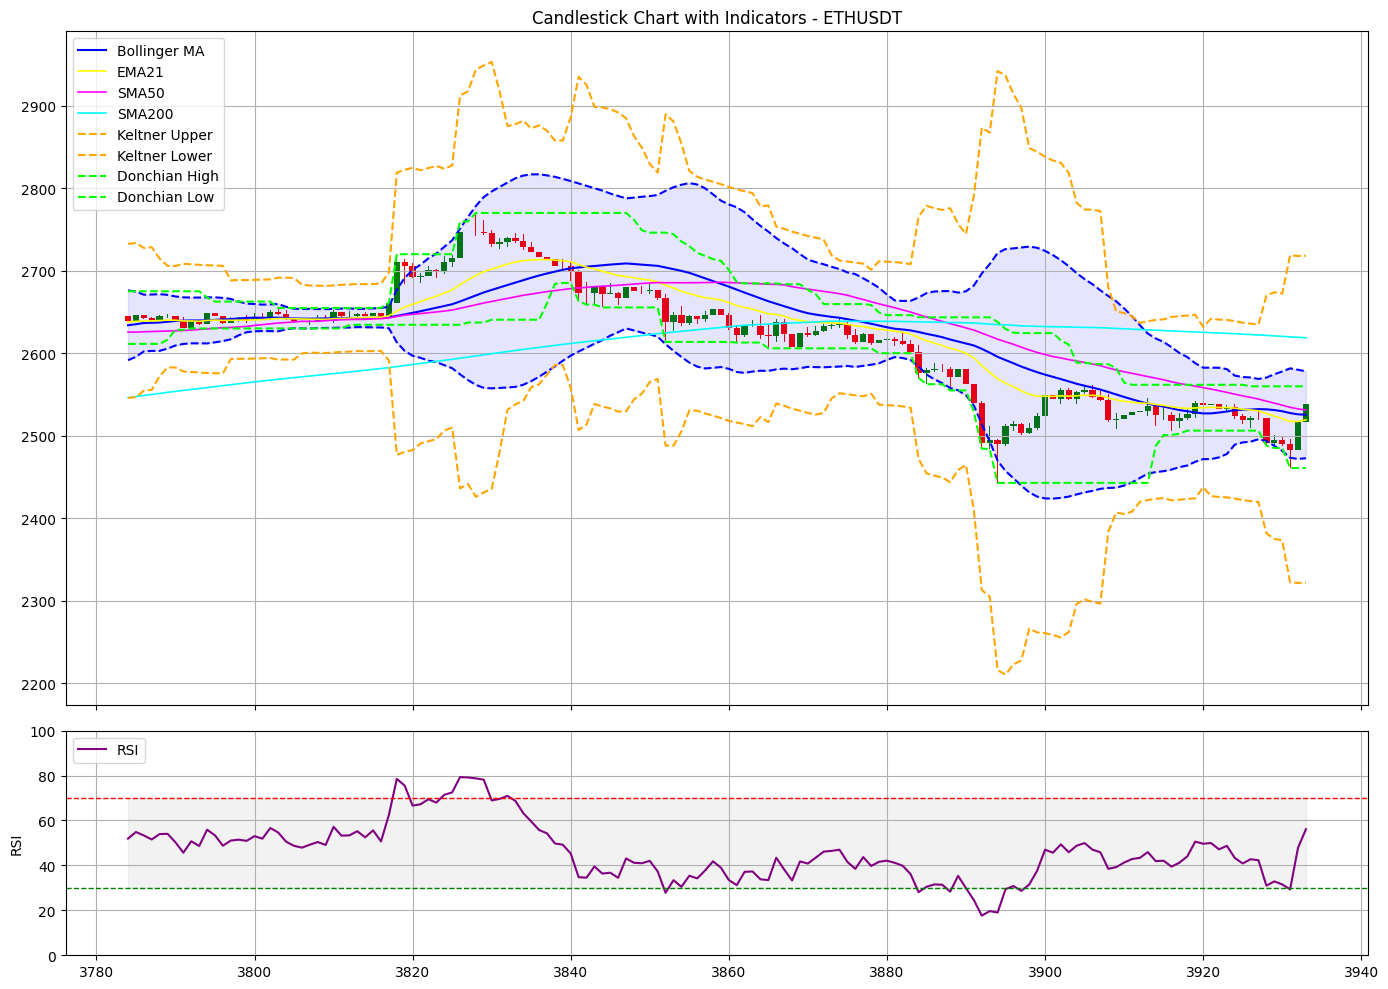 Candlestick Chart with Indicators - ETHUSDT
Bollinger MA
EMA21
SMA50
SMA200
Keltner Upper
Keltner Lower
Donchian High
Donchian Low
2900
2800
2700
2600
2500
2400
2300
2200
RSI
100
80
60
40
20
0
RSI
3780 3800 3820 3840 3860 3880 3900 3920 3940